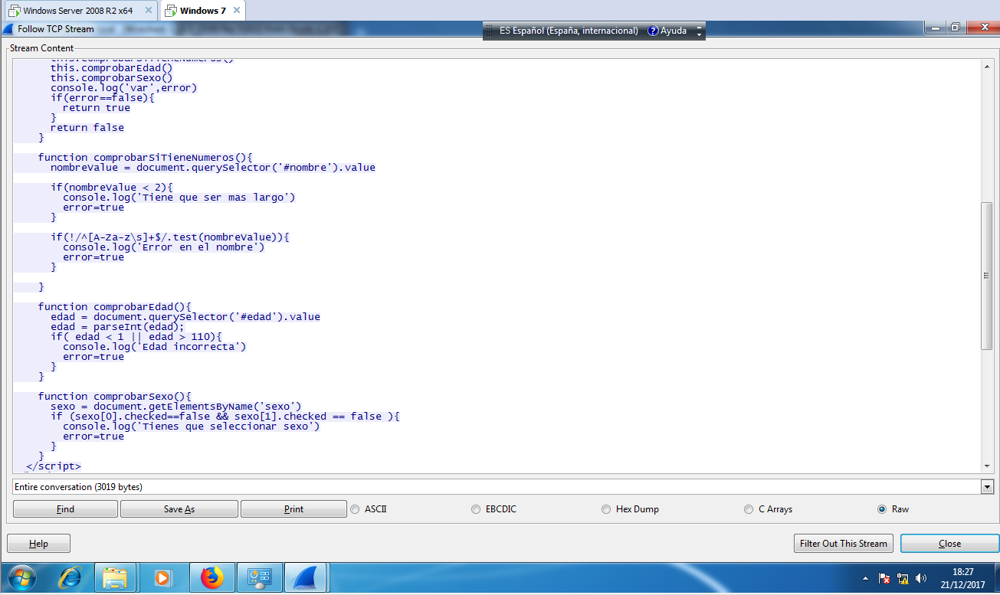 Windows Server 2008 R2 x64
Windows 7
Follow TCP Stream
ES Español (España, internacional) Ayuda
Stream Content
this.comprobarSiTieneNumeros()
this.comprobarEdad()
this.comprobarSexo()
console.log('var',error)
if(error==false){
return true
}
return false
}
function comprobarSiTieneNumeros(){
nombreValue = document.querySelector('#nombre').value
if(nombreValue < 2){
console.log('Tiene que ser mas largo')
error=true
}
if(!/^[A-Za-z\s]+$/.test(nombreValue)){
console.log('Error en el nombre')
error=true
}
}
function comprobarEdad(){
edad = document.querySelector('#edad').value
edad = parseInt(edad);
if( edad < 1 || edad > 110){
console.log('Edad incorrecta')
error=true
}
}
function comprobarSexo(){
sexo = document.getElementsByName('sexo')
if (sexo[0].checked==false && sexo[1].checked == false ){
console.log('Tienes que seleccionar sexo')
error=true
}
}
</script>
Entire conversation (3019 bytes)
Find Save As Print ASCII EBCDIC Hex Dump C Arrays Raw
Help Filter Out This Stream Close
18:27
21/12/2017